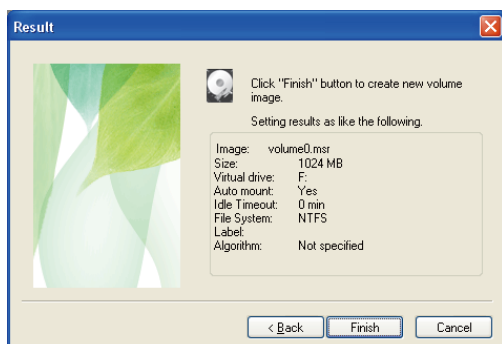 Result
Click "Finish" button to create new volume
image.
Setting results as like the following.
Image: volume0.msr
Size: 1024 MB
Virtual drive: F:
Auto mount: Yes
Idle Timeout: 0 min
File System: NTFS
Label:
Algorithm: Not specified
< Back Finish Cancel